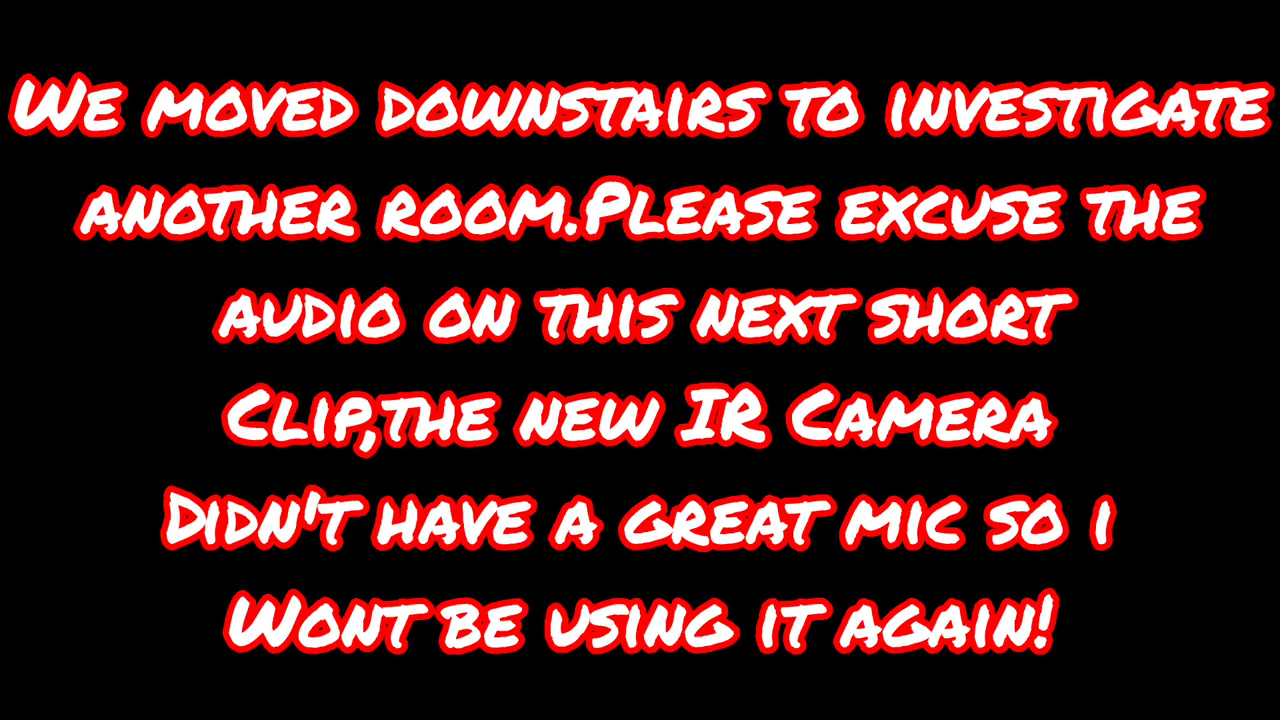 We moved downstairs to investigate
another room.Please excuse the
audio on this next short
Clip,the new IR Camera
Didn't have a great mic so i
Wont be using it again!